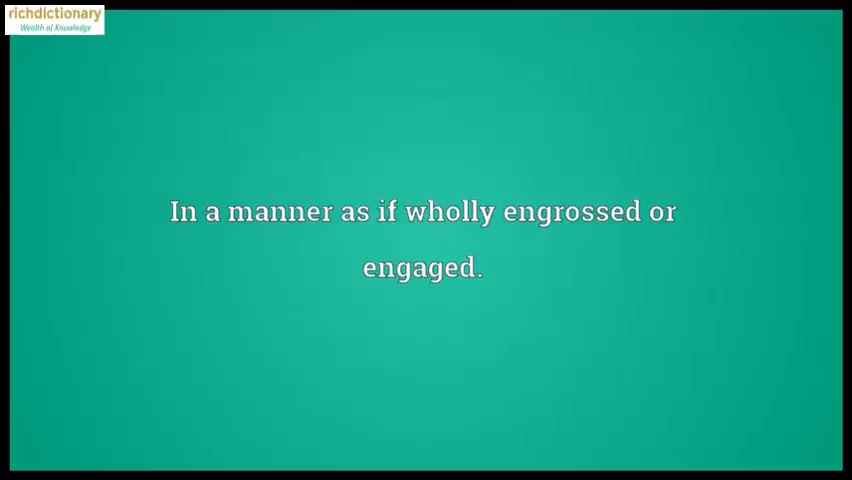 richdictionary
Wealth of Knowledge
In a manner as if wholly engrossed or
engaged.